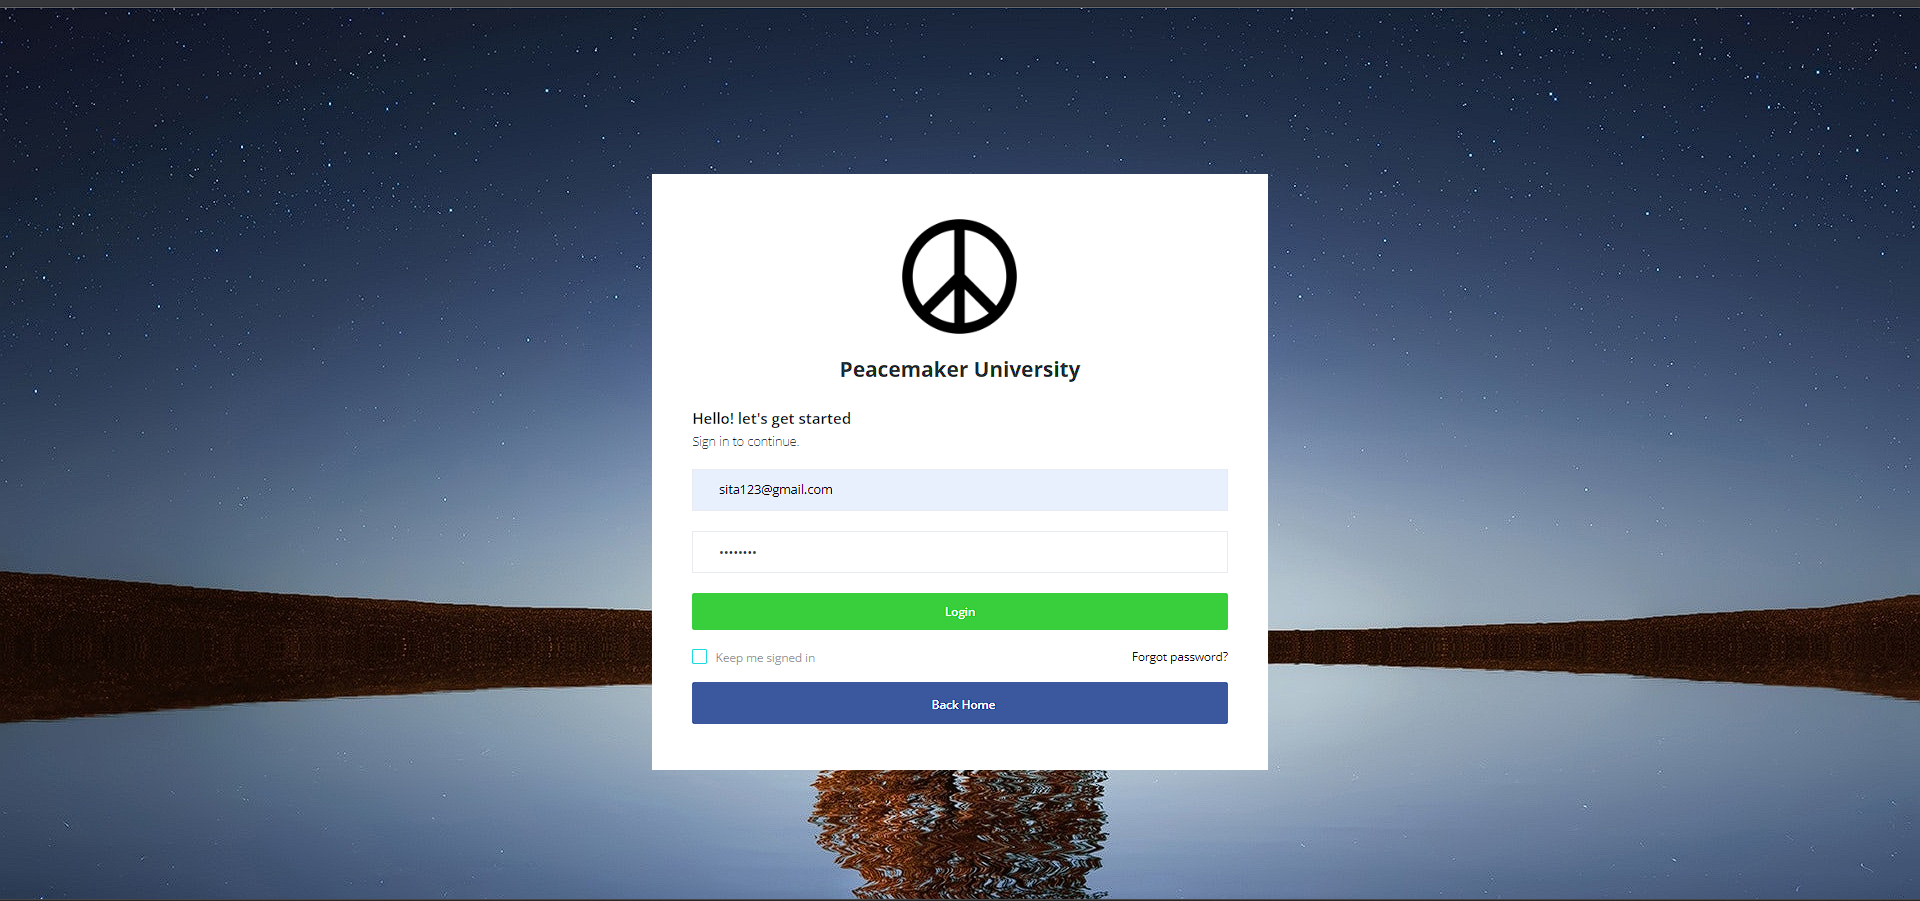 Peacemaker University
Hello! let's get started
Sign in to continue.
sita123@gmail.com
••••••••
Login
Keep me signed in
Forgot password?
Back Home